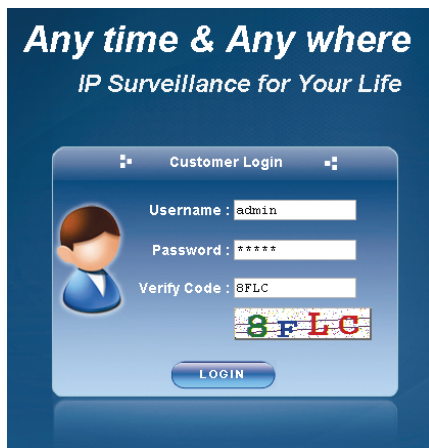 Any time & Any where
IP Surveillance for Your Life
Customer Login
Username : admin
Password : *****
Verify Code : 8FLC
8FLC
LOGIN